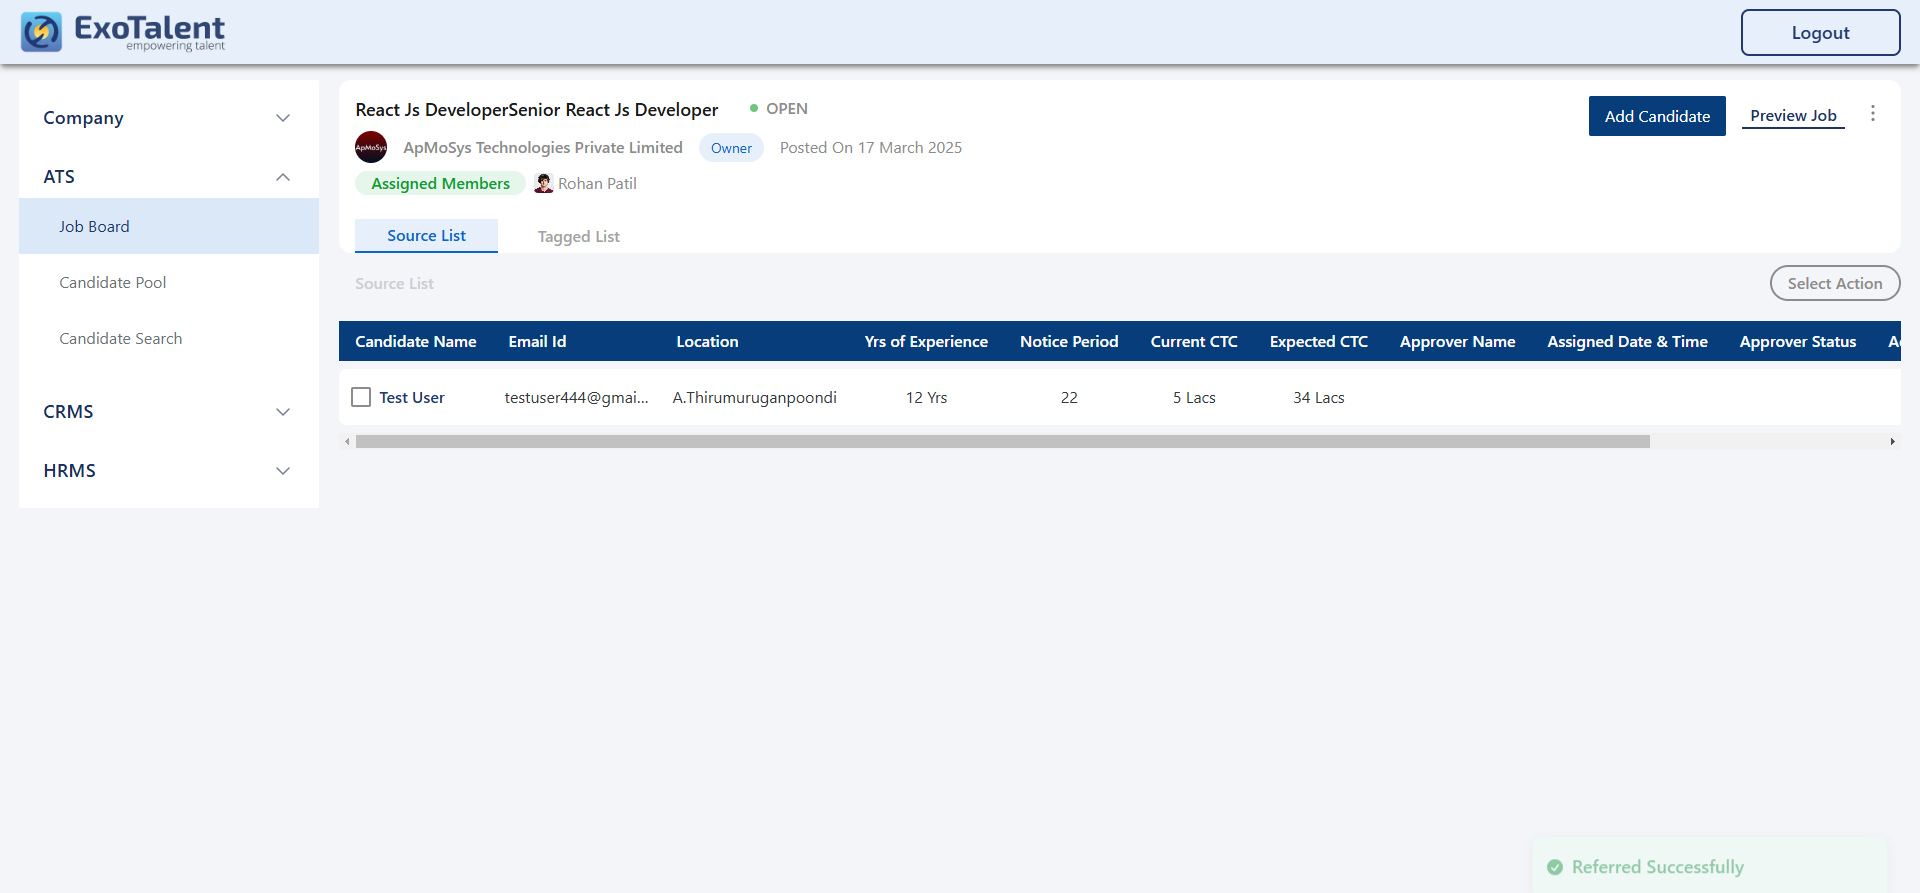 ExoTalent
empowering talent
Logout
Company
ATS
Job Board
Candidate Pool
Candidate Search
CRMS
HRMS
React Js DeveloperSenior React Js Developer OPEN
Add Candidate Preview Job
ApMoSys ApMoSys Technologies Private Limited Owner Posted On 17 March 2025
Assigned Members Rohan Patil
Source List Tagged List
Source List Select Action
Candidate Name Email Id Location Yrs of Experience Notice Period Current CTC Expected CTC Approver Name Assigned Date & Time Approver Status
Test User testuser444@gmai... A.Thirumuruganpoondi 12 Yrs 22 5 Lacs 34 Lacs
Referred Successfully